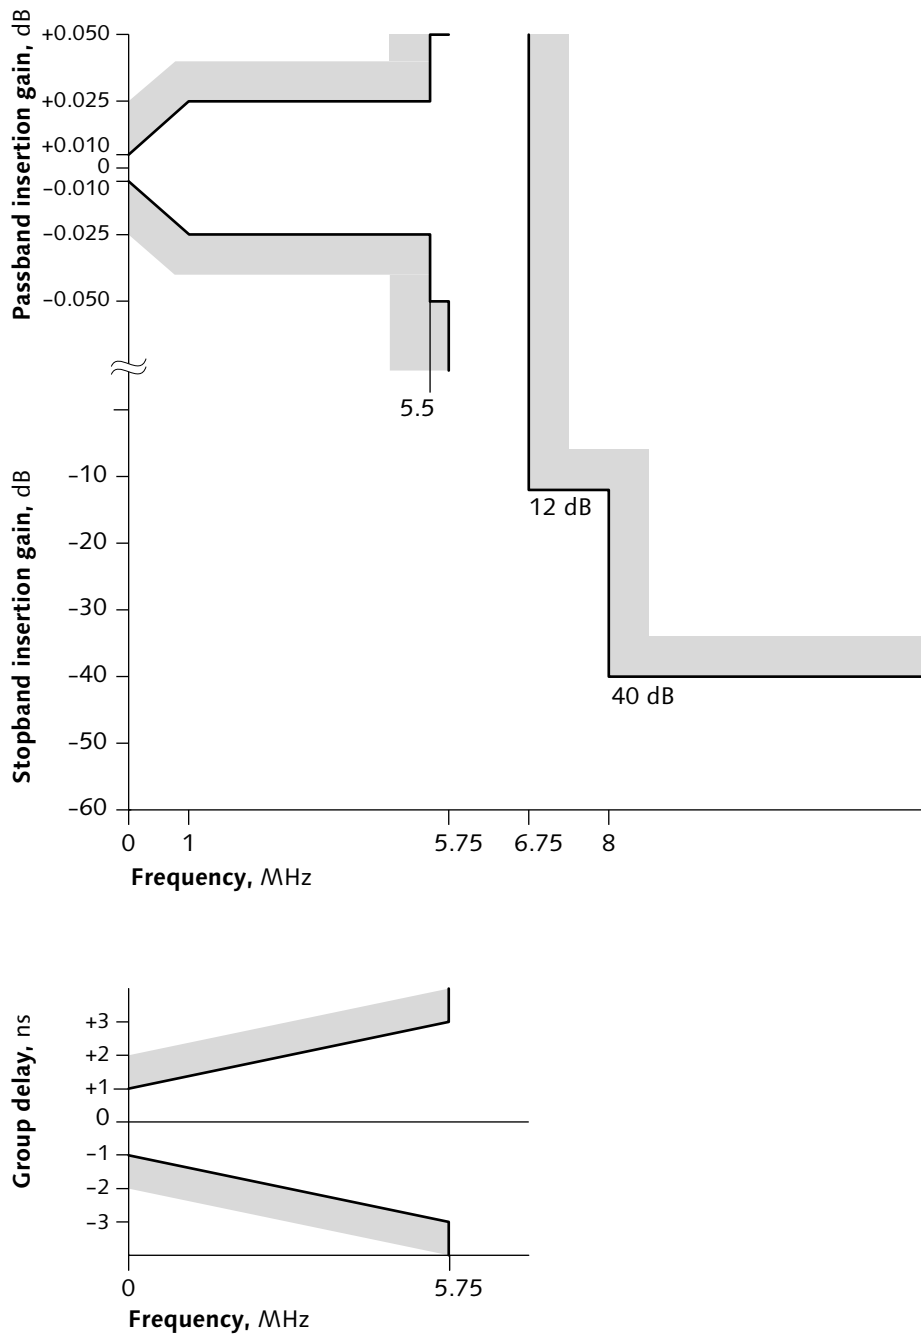 Passband insertion gain, dB
+0.050
+0.025
+0.010
0
−0.010
−0.025
−0.050
5.5
Stopband insertion gain, dB
−10
−20
−30
−40
−50
−60
12 dB
40 dB
0 1 5.75 6.75 8
Frequency, MHz
Group delay, ns
+3
+2
+1
0
−1
−2
−3
0 5.75
Frequency, MHz